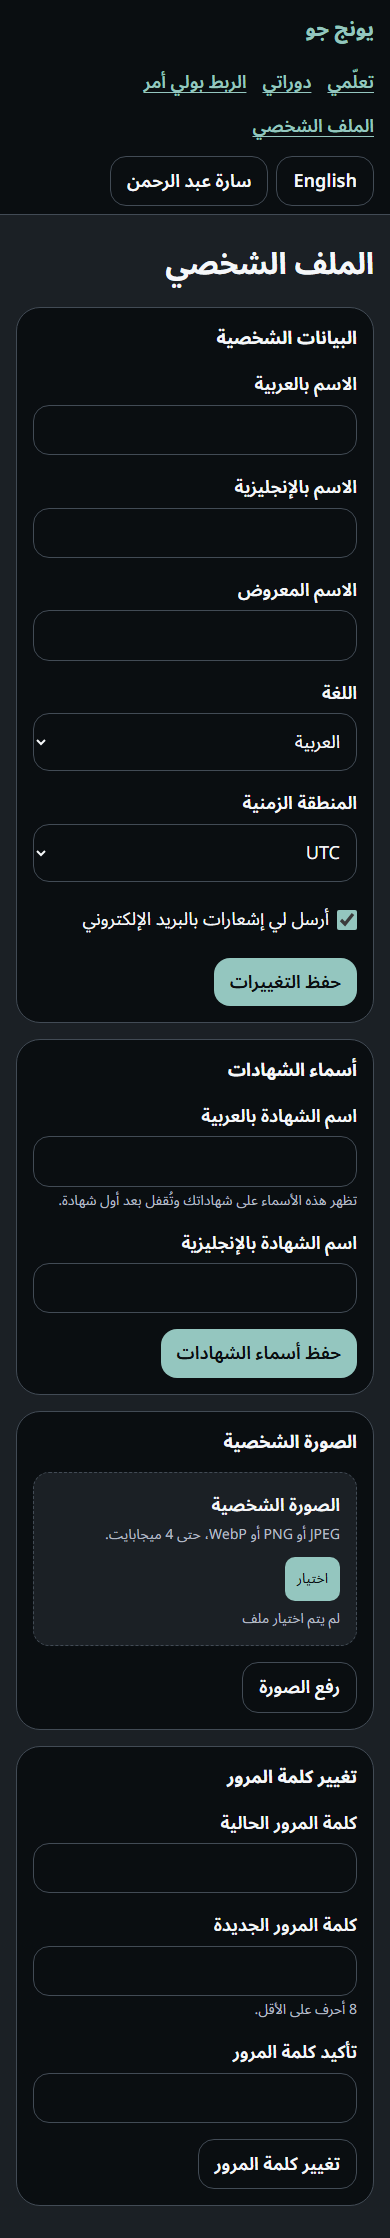 يونج جو
تعلّمي دوراتي الربط بولي أمر
الملف الشخصي
English سارة عبد الرحمن
الملف الشخصي
البيانات الشخصية
الاسم بالعربية
الاسم بالإنجليزية
الاسم المعروض
اللغة
العربية
المنطقة الزمنية
UTC
أرسل لي إشعارات بالبريد الإلكتروني
حفظ التغييرات
أسماء الشهادات
اسم الشهادة بالعربية
تظهر هذه الأسماء على شهاداتك وتُقفل بعد أول شهادة.
اسم الشهادة بالإنجليزية
حفظ أسماء الشهادات
الصورة الشخصية
الصورة الشخصية
JPEG أو PNG أو WebP، حتى 4 ميجابايت.
اختيار
لم يتم اختيار ملف
رفع الصورة
تغيير كلمة المرور
كلمة المرور الحالية
كلمة المرور الجديدة
8 أحرف على الأقل.
تأكيد كلمة المرور
تغيير كلمة المرور